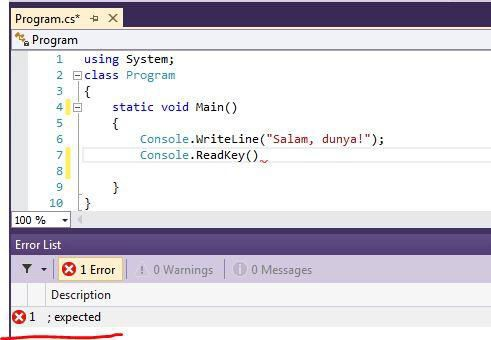 Program.cs*
Program
1 using System;
2 class Program
3 {
4 static void Main()
5 {
6 Console.WriteLine("Salam, dunya!");
7 Console.ReadKey()
8
9 }
10 }
100 %
Error List
1 Error 0 Warnings 0 Messages
Description
1 ; expected